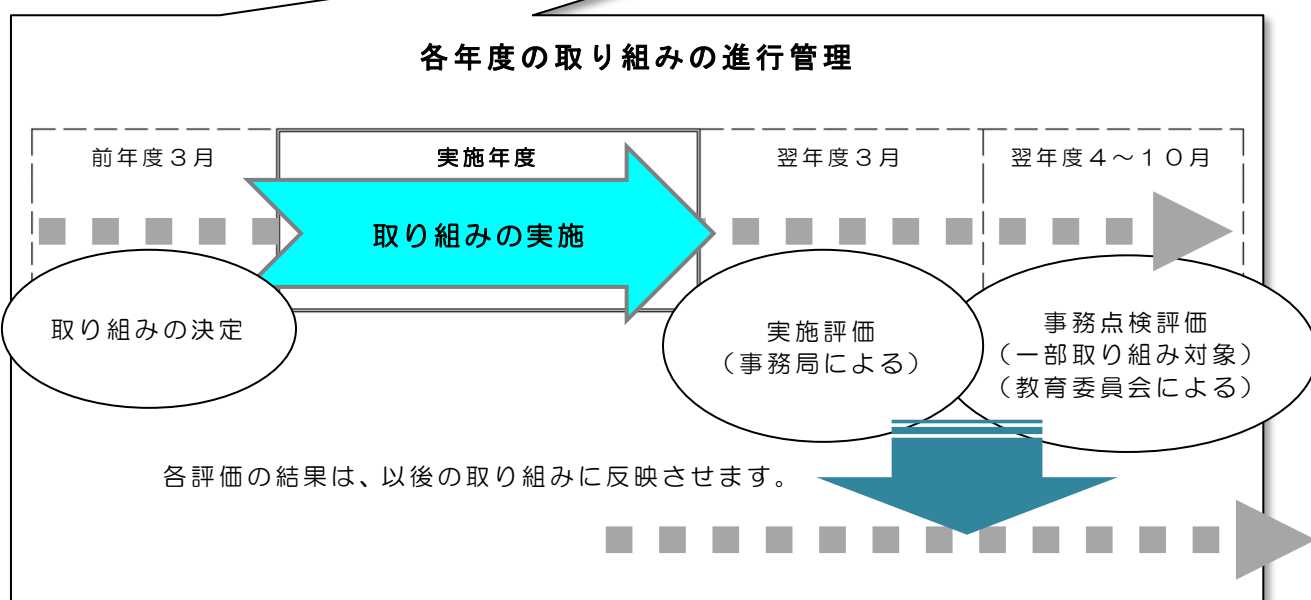 各年度の取り組みの進行管理
前年度３月
実施年度
翌年度３月
翌年度４～１０月
取り組みの実施
取り組みの決定
実施評価
（事務局による）
事務点検評価
（一部取り組み対象）
（教育委員会による）
各評価の結果は、以後の取り組みに反映させます。